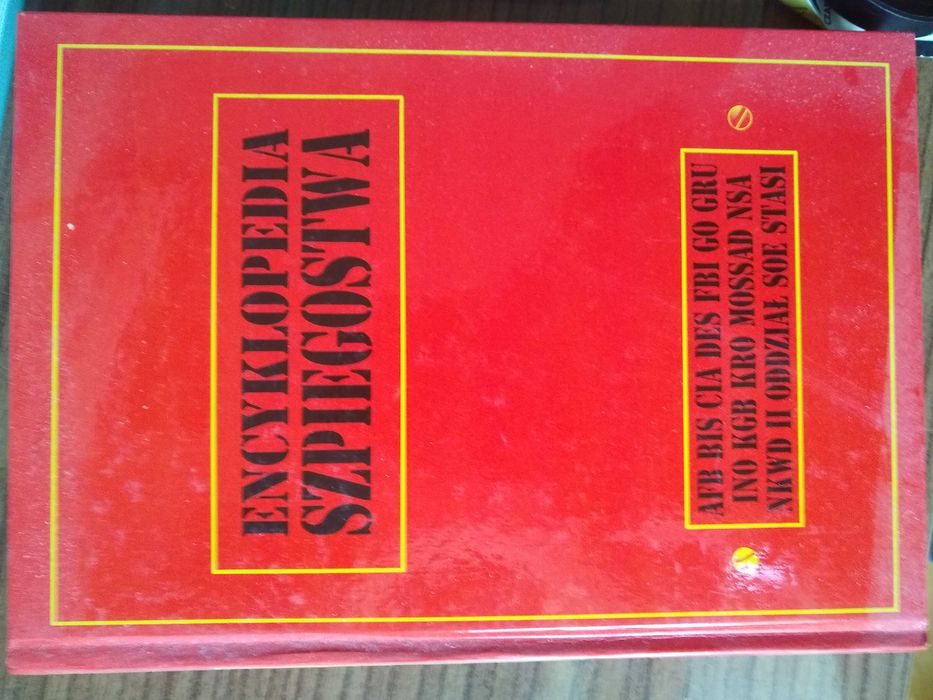 ENCYKLOPEDIA
SZPIEGOSTWA
AFB BIS CIA DES FBI GO GRU
INO KGB KRO MOSSAD NSA
NKWD II ODDZIAŁ SOE STASI